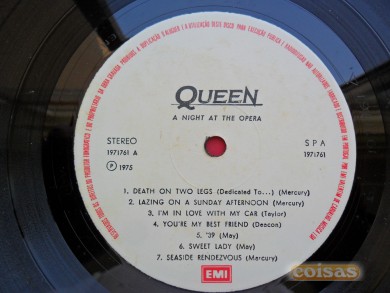 QUEEN
A NIGHT AT THE OPERA
STEREO
1971761 A
S P A
1971761
℗ 1975
1. DEATH ON TWO LEGS (Dedicated To...) (Mercury)
2. LAZING ON A SUNDAY AFTERNOON (Mercury)
3. I'M IN LOVE WITH MY CAR (Taylor)
4. YOU'RE MY BEST FRIEND (Deacon)
5. '39 (May)
6. SWEET LADY (May)
7. SEASIDE RENDEZVOUS (Mercury)
EMI
coisas